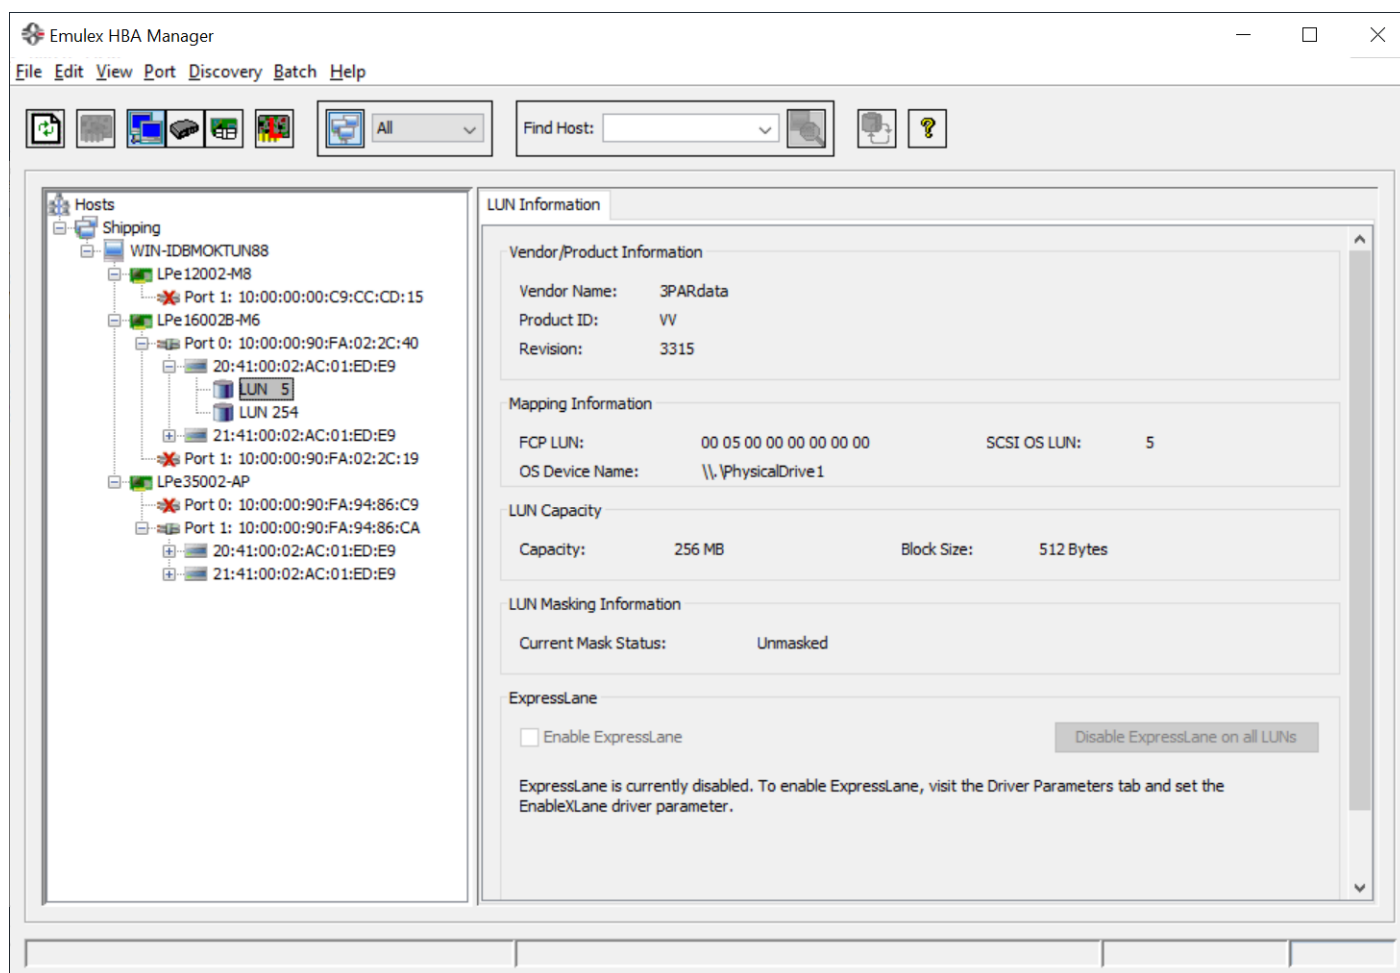 Emulex HBA Manager
File Edit View Port Discovery Batch Help
All
Find Host:
?
Hosts
Shipping
WIN-IDBMOKTUN88
LPe12002-M8
Port 1: 10:00:00:00:C9:CC:CD:15
LPe16002B-M6
Port 0: 10:00:00:90:FA:02:2C:40
20:41:00:02:AC:01:ED:E9
LUN 5
LUN 254
21:41:00:02:AC:01:ED:E9
Port 1: 10:00:00:90:FA:02:2C:19
LPe35002-AP
Port 0: 10:00:00:90:FA:94:86:C9
Port 1: 10:00:00:90:FA:94:86:CA
20:41:00:02:AC:01:ED:E9
21:41:00:02:AC:01:ED:E9
LUN Information
Vendor/Product Information
Vendor Name: 3PARdata
Product ID: VV
Revision: 3315
Mapping Information
FCP LUN: 00 05 00 00 00 00 00 00 SCSI OS LUN: 5
OS Device Name: \\.\PhysicalDrive1
LUN Capacity
Capacity: 256 MB Block Size: 512 Bytes
LUN Masking Information
Current Mask Status: Unmasked
ExpressLane
Enable ExpressLane Disable ExpressLane on all LUNs
ExpressLane is currently disabled. To enable ExpressLane, visit the Driver Parameters tab and set the
EnableXLane driver parameter.